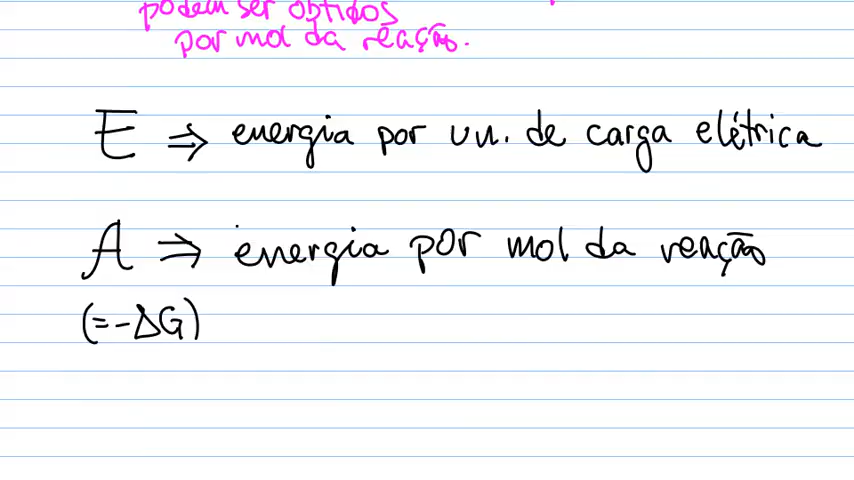 podem ser obtidos
por mol da reação.
E ⇒ energia por un. de carga elétrica
A ⇒ energia por mol da reação
(= -ΔG)